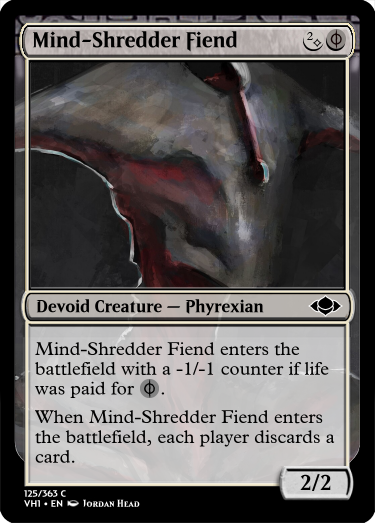 Mind-Shredder Fiend 2
Devoid Creature — Phyrexian
Mind-Shredder Fiend enters the
battlefield with a -1/-1 counter if life
was paid for .
When Mind-Shredder Fiend enters
the battlefield, each player discards a
card.
2/2
125/363 C
VH1 • EN JORDAN HEAD